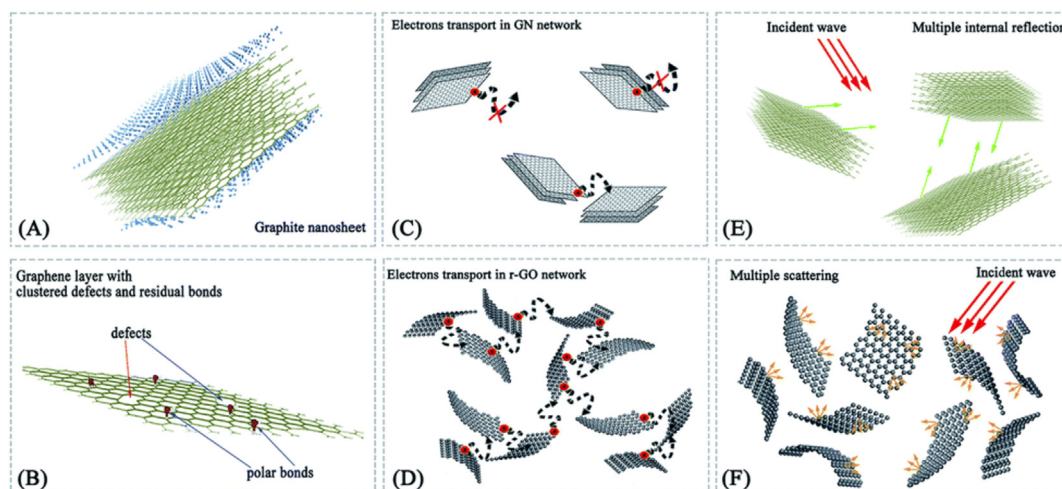 (A)
Graphite nanosheet
Graphene layer with
clustered defects and residual bonds
defects
polar bonds
(B)
Electrons transport in GN network
(C)
Electrons transport in r-GO network
(D)
Incident wave
Multiple internal reflection
(E)
Multiple scattering
Incident wave
(F)